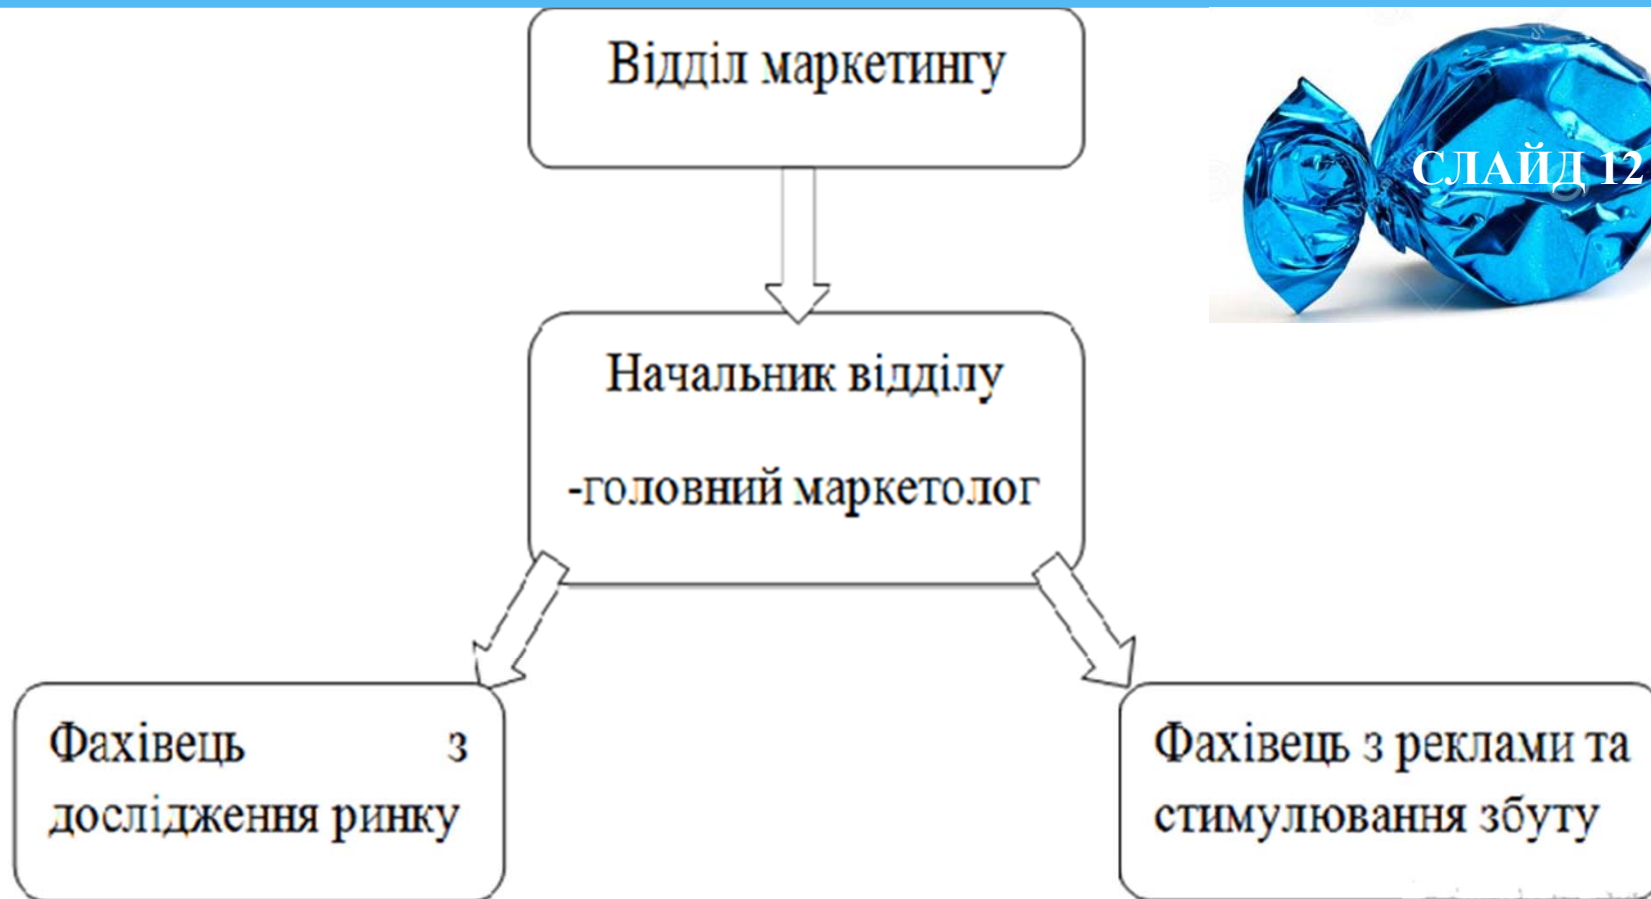 Відділ маркетингу
СЛАЙД 12
Начальник відділу
-головний маркетолог
Фахівець з
дослідження ринку
Фахівець з реклами та
стимулювання збуту